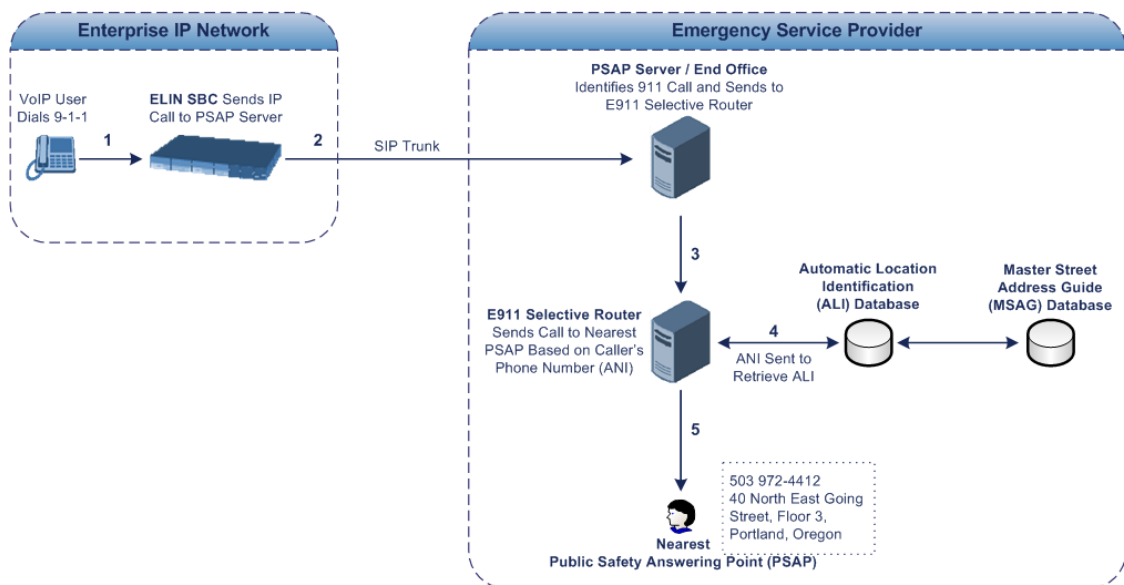 Enterprise IP Network
VoIP User
Dials 9-1-1
1
ELIN SBC Sends IP
Call to PSAP Server
2
SIP Trunk
Emergency Service Provider
PSAP Server / End Office
Identifies 911 Call and Sends to
E911 Selective Router
3
E911 Selective Router
Sends Call to Nearest
PSAP Based on Caller's
Phone Number (ANI)
4
ANI Sent to
Retrieve ALI
Automatic Location
Identification
(ALI) Database
Master Street
Address Guide
(MSAG) Database
5
503 972-4412
40 North East Going
Street, Floor 3,
Portland, Oregon
Nearest
Public Safety Answering Point (PSAP)